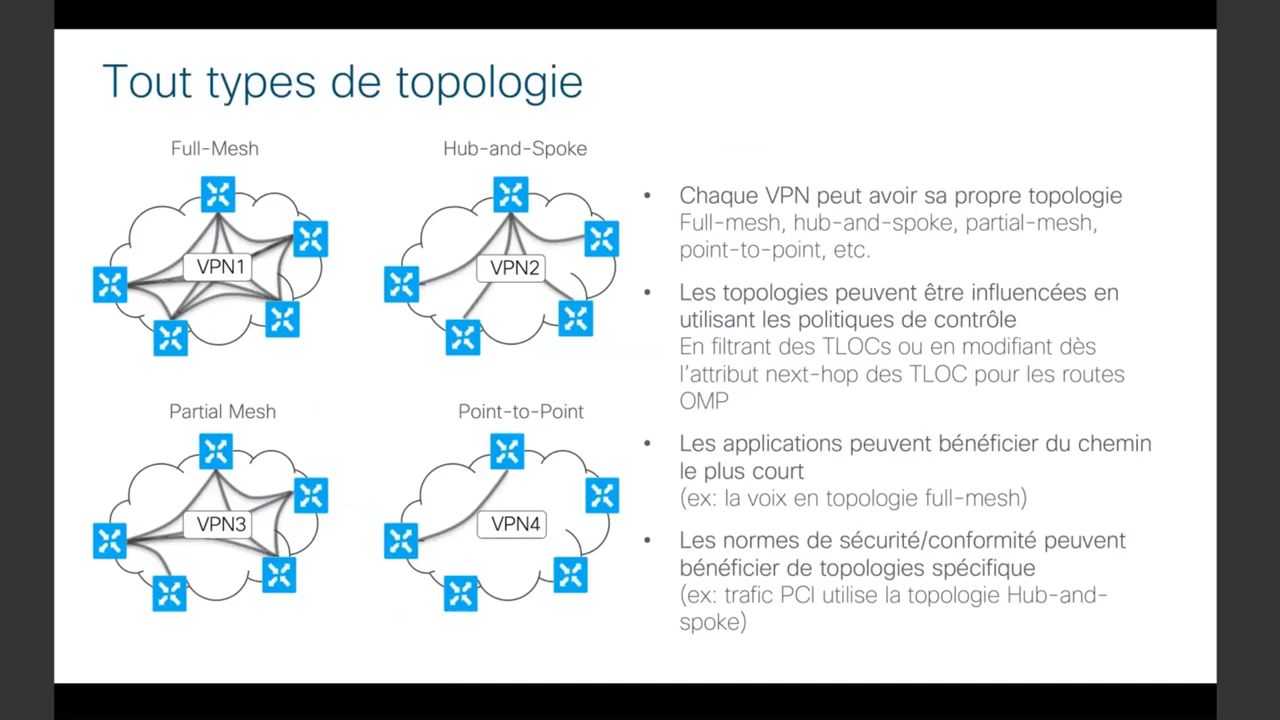 Tout types de topologie
Full-Mesh
Hub-and-Spoke
VPN1
VPN2
Partial Mesh
Point-to-Point
VPN3
VPN4
• Chaque VPN peut avoir sa propre topologie
Full-mesh, hub-and-spoke, partial-mesh,
point-to-point, etc.
• Les topologies peuvent être influencées en
utilisant les politiques de contrôle
En filtrant des TLOCs ou en modifiant dès
l'attribut next-hop des TLOC pour les routes
OMP
• Les applications peuvent bénéficier du chemin
le plus court
(ex: la voix en topologie full-mesh)
• Les normes de sécurité/conformité peuvent
bénéficier de topologies spécifique
(ex: trafic PCI utilise la topologie Hub-and-
spoke)